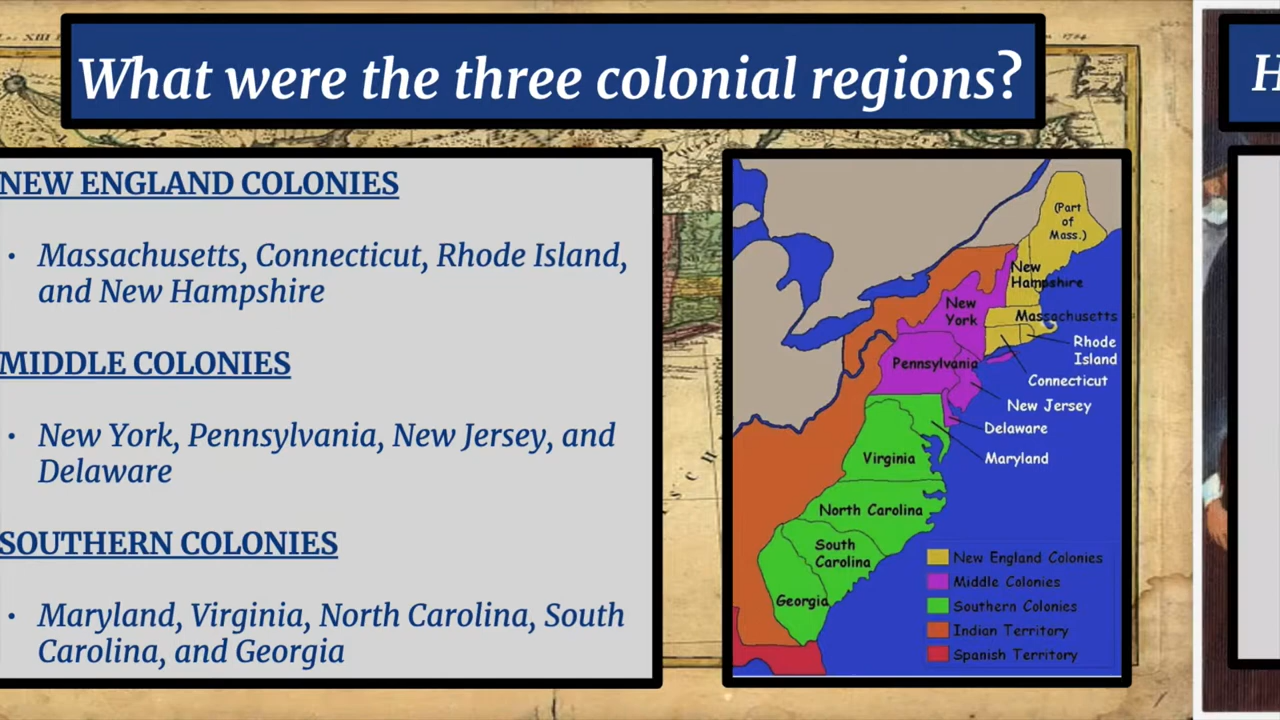 What were the three colonial regions?
NEW ENGLAND COLONIES
• Massachusetts, Connecticut, Rhode Island,
and New Hampshire
MIDDLE COLONIES
• New York, Pennsylvania, New Jersey, and
Delaware
SOUTHERN COLONIES
• Maryland, Virginia, North Carolina, South
Carolina, and Georgia
(Part
of
Mass.)
New
Hampshire
New
York
Massachusetts
Rhode
Island
Pennsylvania
Connecticut
New Jersey
Delaware
Maryland
Virginia
North Carolina
South
Carolina
Georgia
New England Colonies
Middle Colonies
Southern Colonies
Indian Territory
Spanish Territory
H